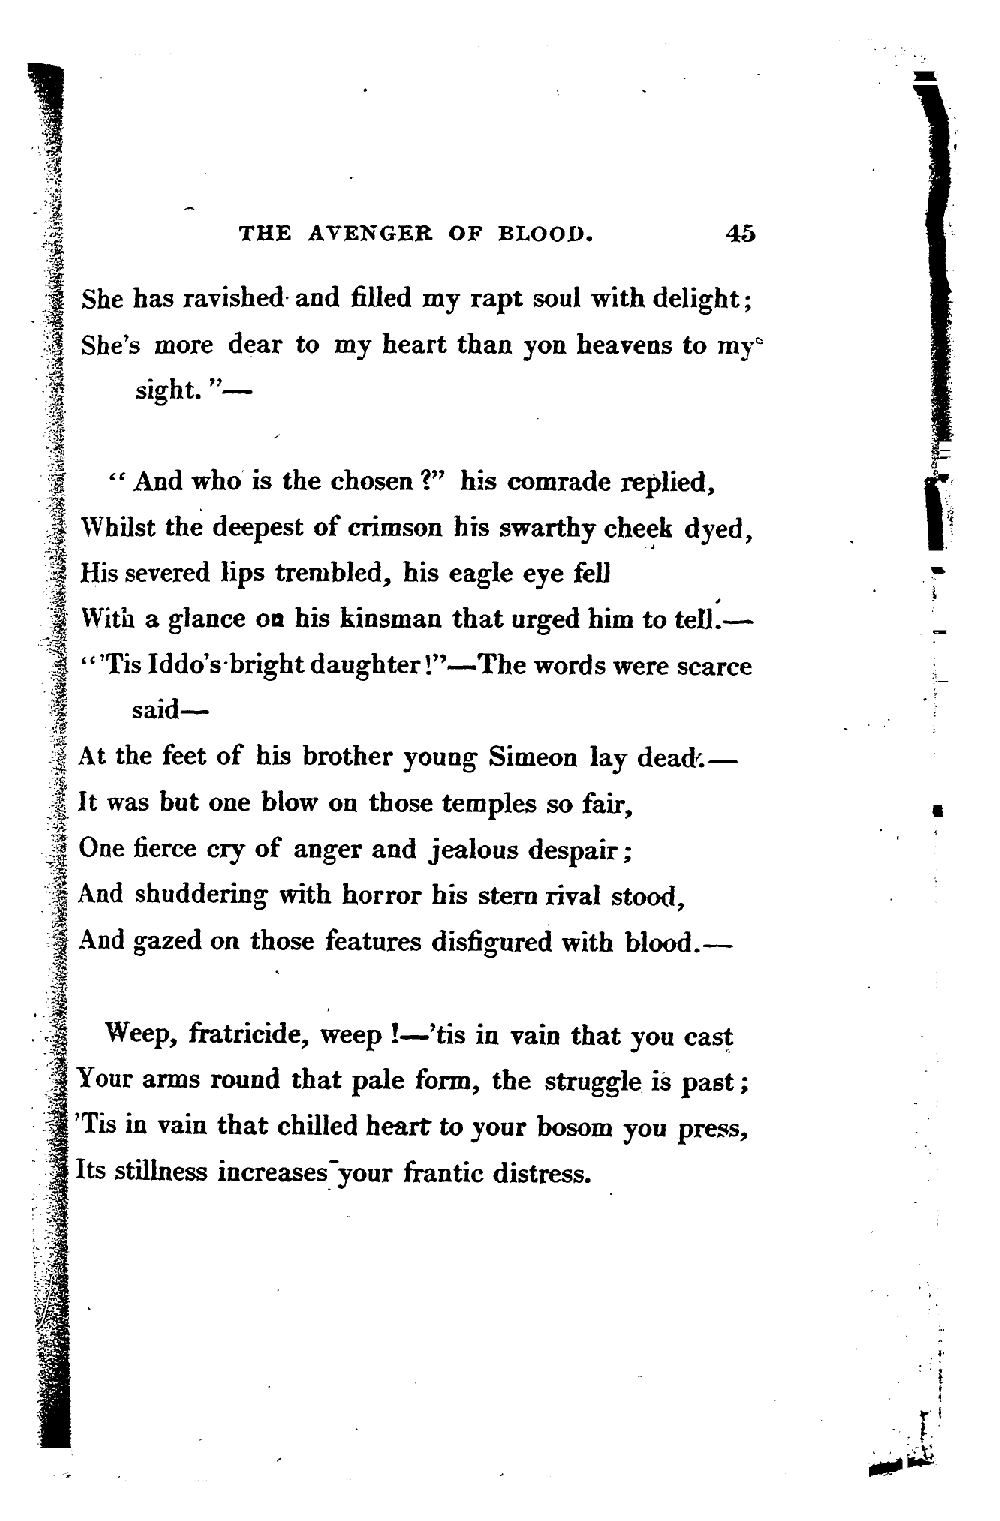 THE AVENGER OF BLOOD. 45
She has ravished and filled my rapt soul with delight;
She's more dear to my heart than yon heavens to my
sight."—
"And who is the chosen?" his comrade replied,
Whilst the deepest of crimson his swarthy cheek dyed,
His severed lips trembled, his eagle eye fell
With a glance on his kinsman that urged him to tell.—
"'Tis Iddo's bright daughter!"—The words were scarce
said—
At the feet of his brother young Simeon lay dead.—
It was but one blow on those temples so fair,
One fierce cry of anger and jealous despair;
And shuddering with horror his stern rival stood,
And gazed on those features disfigured with blood.—
Weep, fratricide, weep!—'tis in vain that you cast
Your arms round that pale form, the struggle is past;
'Tis in vain that chilled heart to your bosom you press,
Its stillness increases your frantic distress.